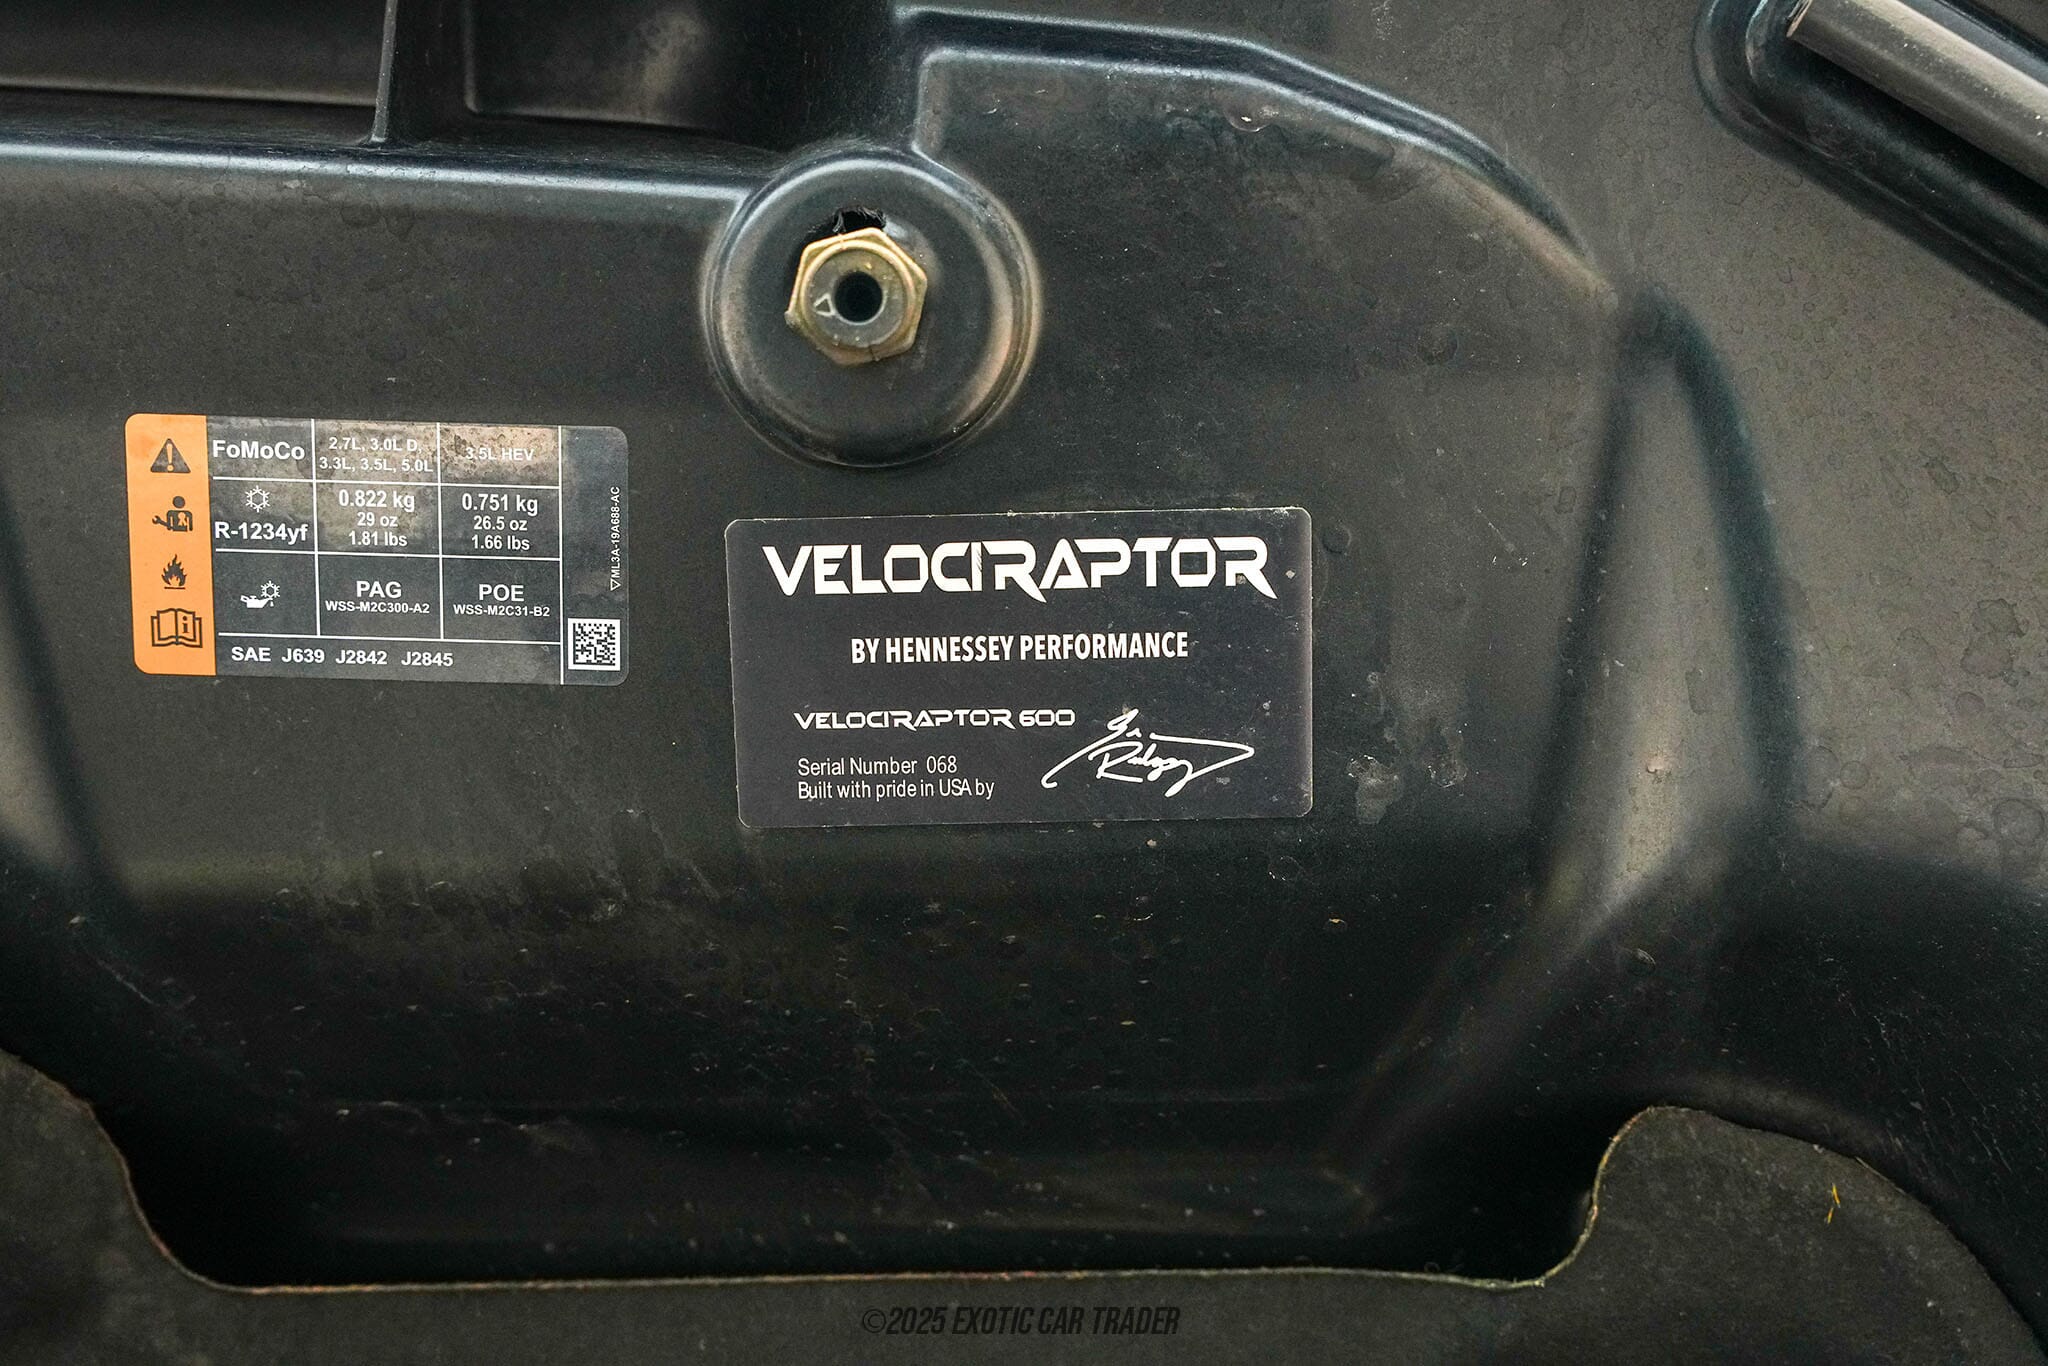 FoMoCo
2.7L, 3.0L D,
3.3L, 3.5L, 5.0L
3.5L HEV
R-1234yf
0.822 kg
29 oz
1.81 lbs
0.751 kg
26.5 oz
1.66 lbs
PAG
WSS-M2C300-A2
POE
WSS-M2C31-B2
SAE J639 J2842 J2845
ML3A-19A688-AC
VELOCIRAPTOR
BY HENNESSEY PERFORMANCE
VELOCIRAPTOR 600
Serial Number 068
Built with pride in USA by
©2025 EXOTIC CAR TRADER